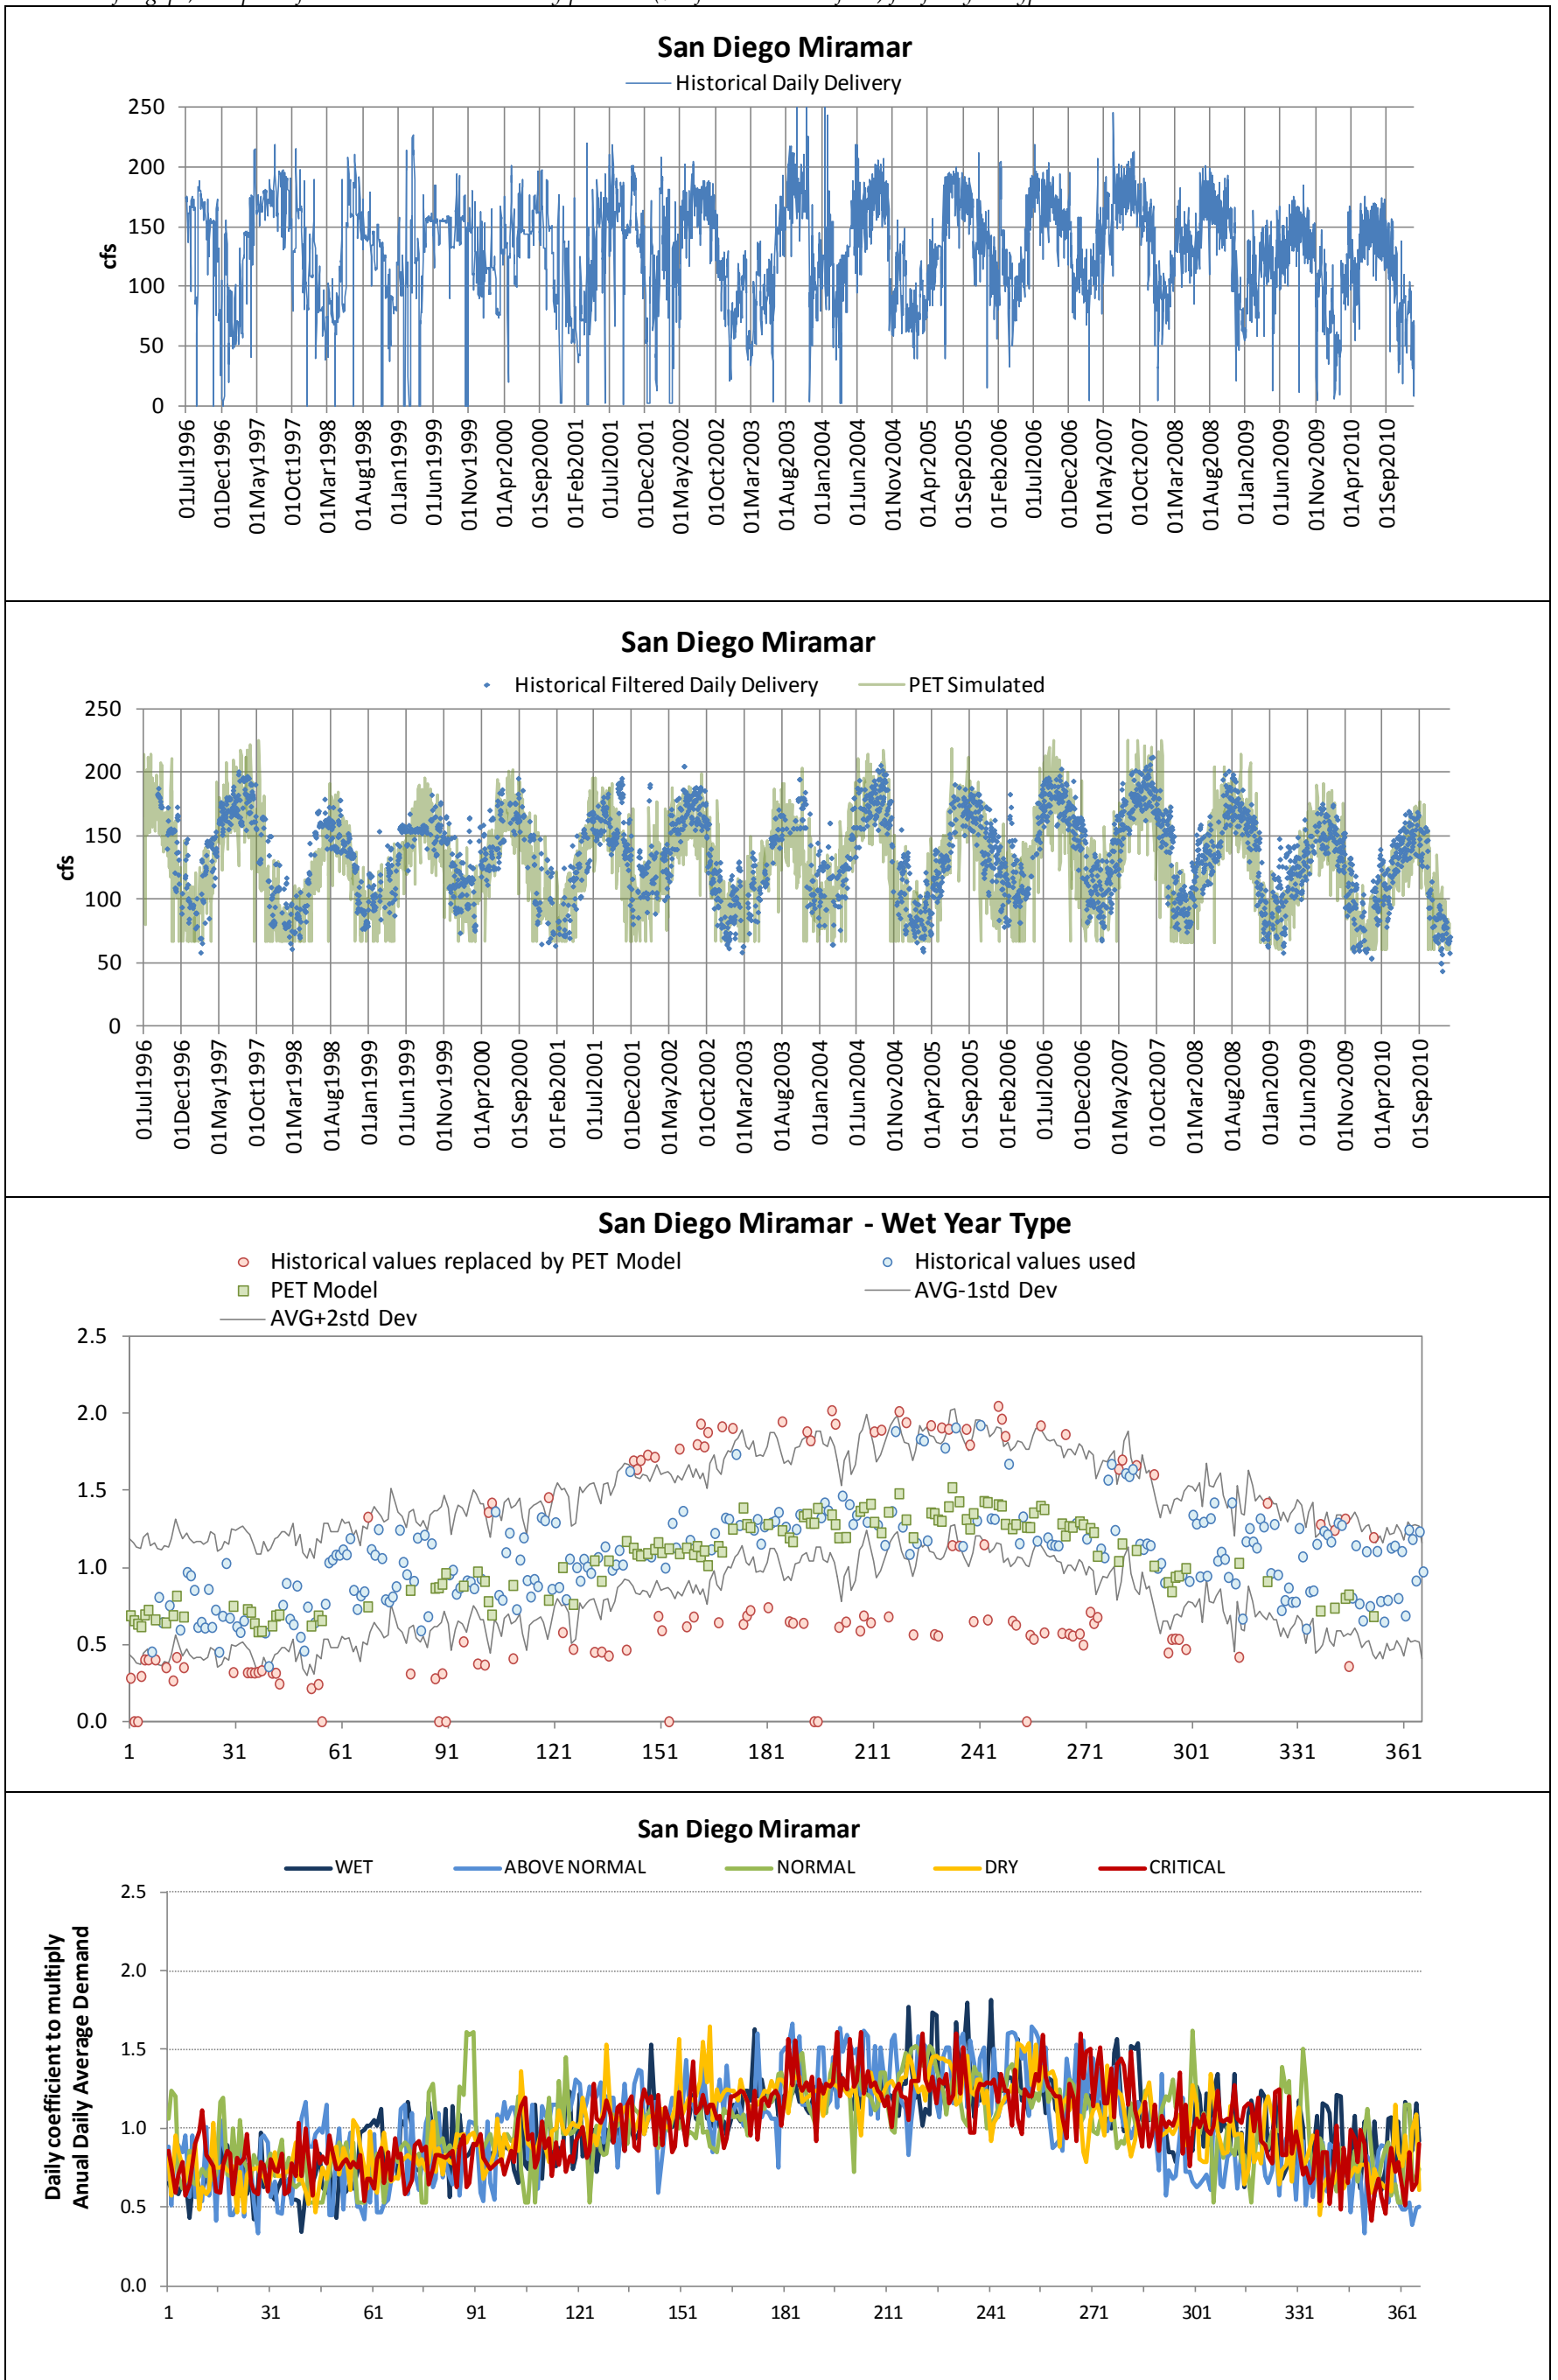 San Diego Miramar
Historical Daily Delivery
250
200
150
100
50
0
cfs
01Jul1996
01Dec1996
01May1997
01Oct1997
01Mar1998
01Aug1998
01Jan1999
01Jun1999
01Nov1999
01Apr2000
01Sep2000
01Feb2001
01Jul2001
01Dec2001
01May2002
01Oct2002
01Mar2003
01Aug2003
01Jan2004
01Jun2004
01Nov2004
01Apr2005
01Sep2005
01Feb2006
01Jul2006
01Dec2006
01May2007
01Oct2007
01Mar2008
01Aug2008
01Jan2009
01Jun2009
01Nov2009
01Apr2010
01Sep2010
San Diego Miramar
Historical Filtered Daily Delivery PET Simulated
250
200
150
100
50
0
cfs
01Jul1996
01Dec1996
01May1997
01Oct1997
01Mar1998
01Aug1998
01Jan1999
01Jun1999
01Nov1999
01Apr2000
01Sep2000
01Feb2001
01Jul2001
01Dec2001
01May2002
01Oct2002
01Mar2003
01Aug2003
01Jan2004
01Jun2004
01Nov2004
01Apr2005
01Sep2005
01Feb2006
01Jul2006
01Dec2006
01May2007
01Oct2007
01Mar2008
01Aug2008
01Jan2009
01Jun2009
01Nov2009
01Apr2010
01Sep2010
San Diego Miramar - Wet Year Type
Historical values replaced by PET Model Historical values used
PET Model AVG-1std Dev
AVG+2std Dev
2.5
2.0
1.5
1.0
0.5
0.0
1 31 61 91 121 151 181 211 241 271 301 331 361
San Diego Miramar
WET ABOVE NORMAL NORMAL DRY CRITICAL
Daily coefficient to multiply
Anual Daily Average Demand
2.5
2.0
1.5
1.0
0.5
0.0
1 31 61 91 121 151 181 211 241 271 301 331 361